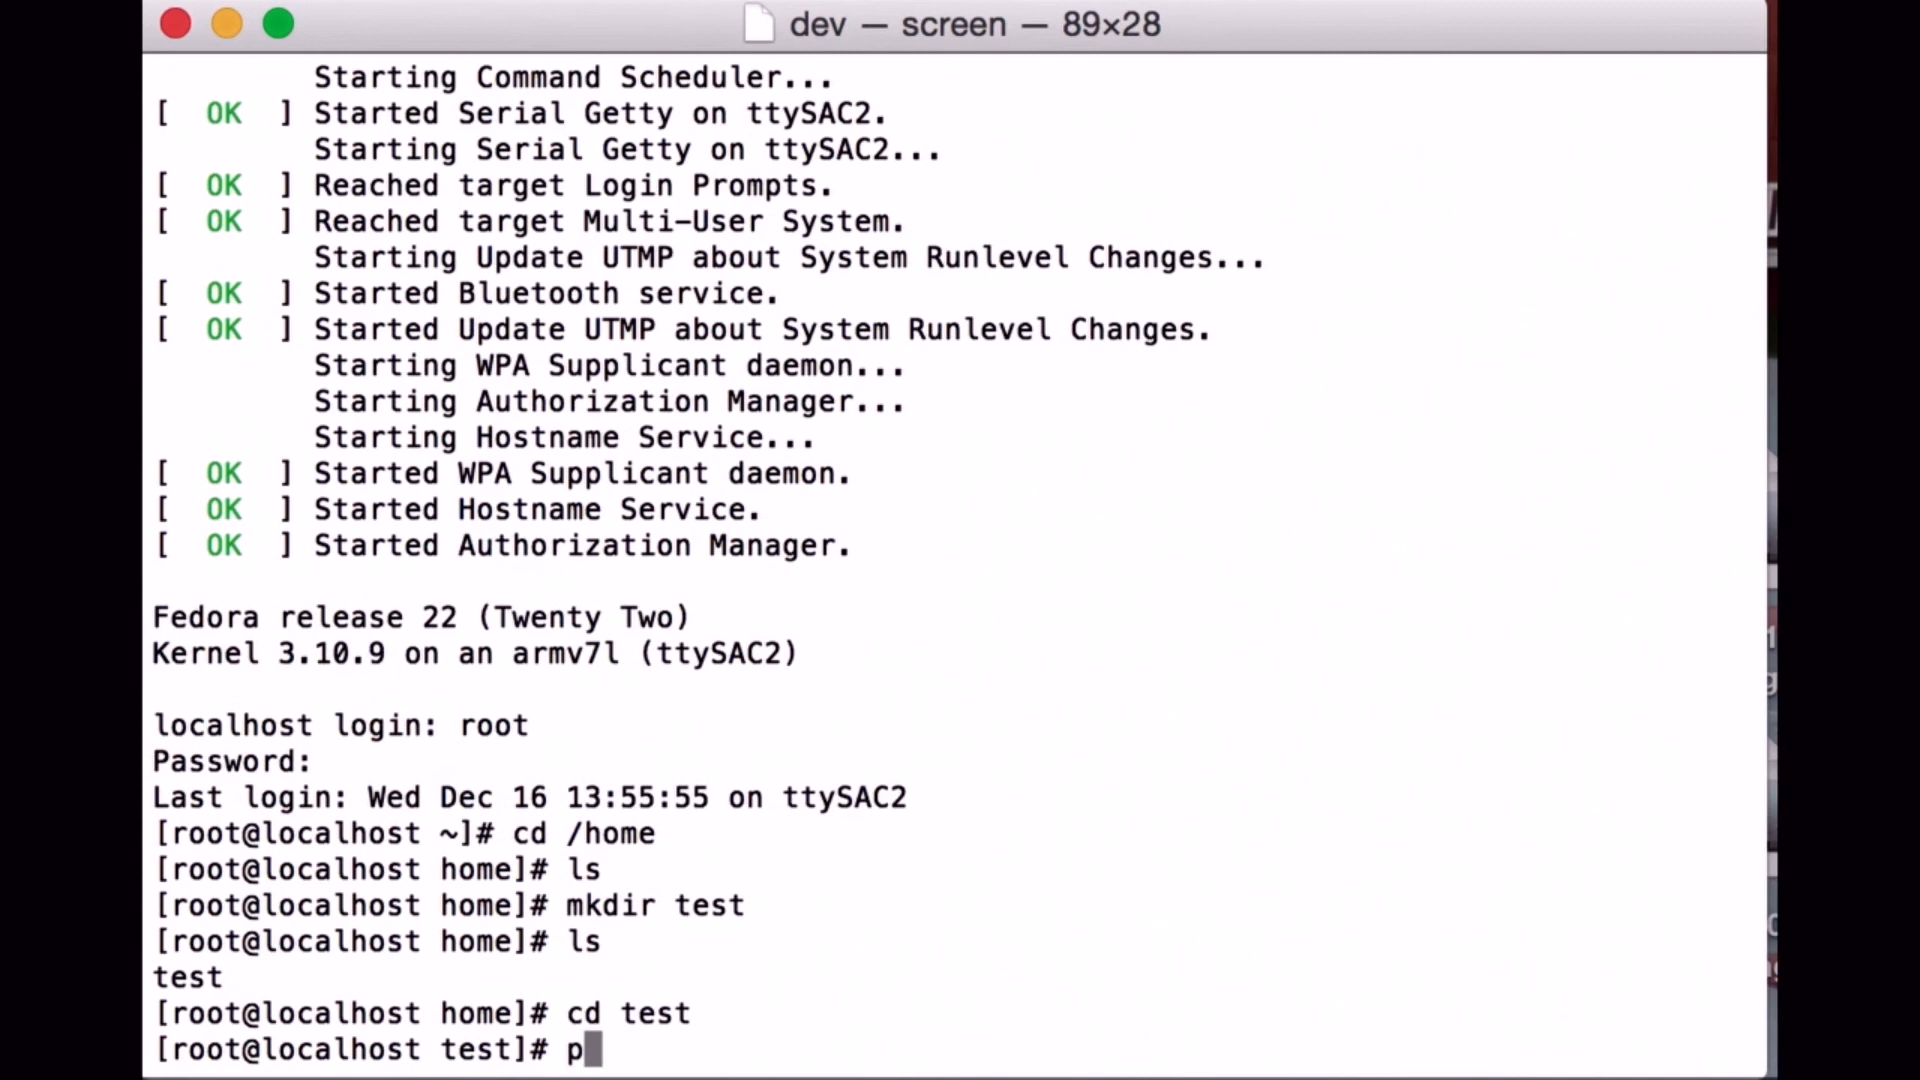 dev — screen — 89×28
Starting Command Scheduler...
[  OK  ] Started Serial Getty on ttySAC2.
Starting Serial Getty on ttySAC2...
[  OK  ] Reached target Login Prompts.
[  OK  ] Reached target Multi-User System.
Starting Update UTMP about System Runlevel Changes...
[  OK  ] Started Bluetooth service.
[  OK  ] Started Update UTMP about System Runlevel Changes.
Starting WPA Supplicant daemon...
Starting Authorization Manager...
Starting Hostname Service...
[  OK  ] Started WPA Supplicant daemon.
[  OK  ] Started Hostname Service.
[  OK  ] Started Authorization Manager.
Fedora release 22 (Twenty Two)
Kernel 3.10.9 on an armv7l (ttySAC2)
localhost login: root
Password:
Last login: Wed Dec 16 13:55:55 on ttySAC2
[root@localhost ~]# cd /home
[root@localhost home]# ls
[root@localhost home]# mkdir test
[root@localhost home]# ls
test
[root@localhost home]# cd test
[root@localhost test]# p